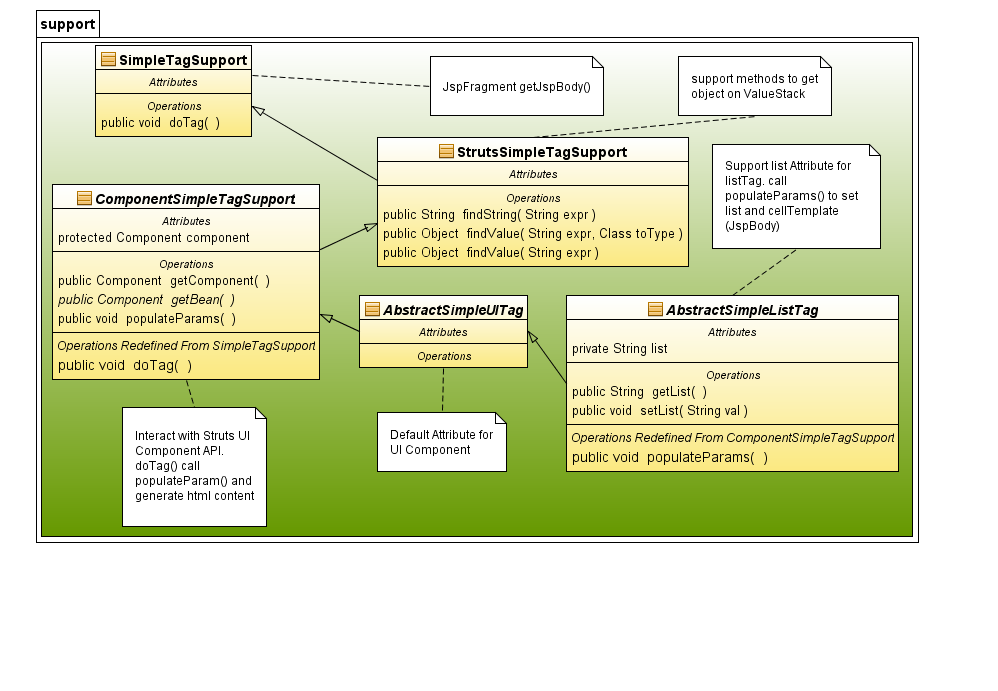 support
SimpleTagSupport
Attributes
Operations
public void doTag( )
JspFragment getJspBody()
support methods to get
object on ValueStack
StrutsSimpleTagSupport
Attributes
Operations
public String findString( String expr )
public Object findValue( String expr, Class toType )
public Object findValue( String expr )
Support list Attribute for
listTag. call
populateParams() to set
list and cellTemplate
(JspBody)
ComponentSimpleTagSupport
Attributes
protected Component component
Operations
public Component getComponent( )
public Component getBean( )
public void populateParams( )
Operations Redefined From SimpleTagSupport
public void doTag( )
AbstractSimpleUITag
Attributes
Operations
AbstractSimpleListTag
Attributes
private String list
Operations
public String getList( )
public void setList( String val )
Operations Redefined From ComponentSimpleTagSupport
public void populateParams( )
Interact with Struts UI
Component API.
doTag() call
populateParam() and
generate html content
Default Attribute for
UI Component